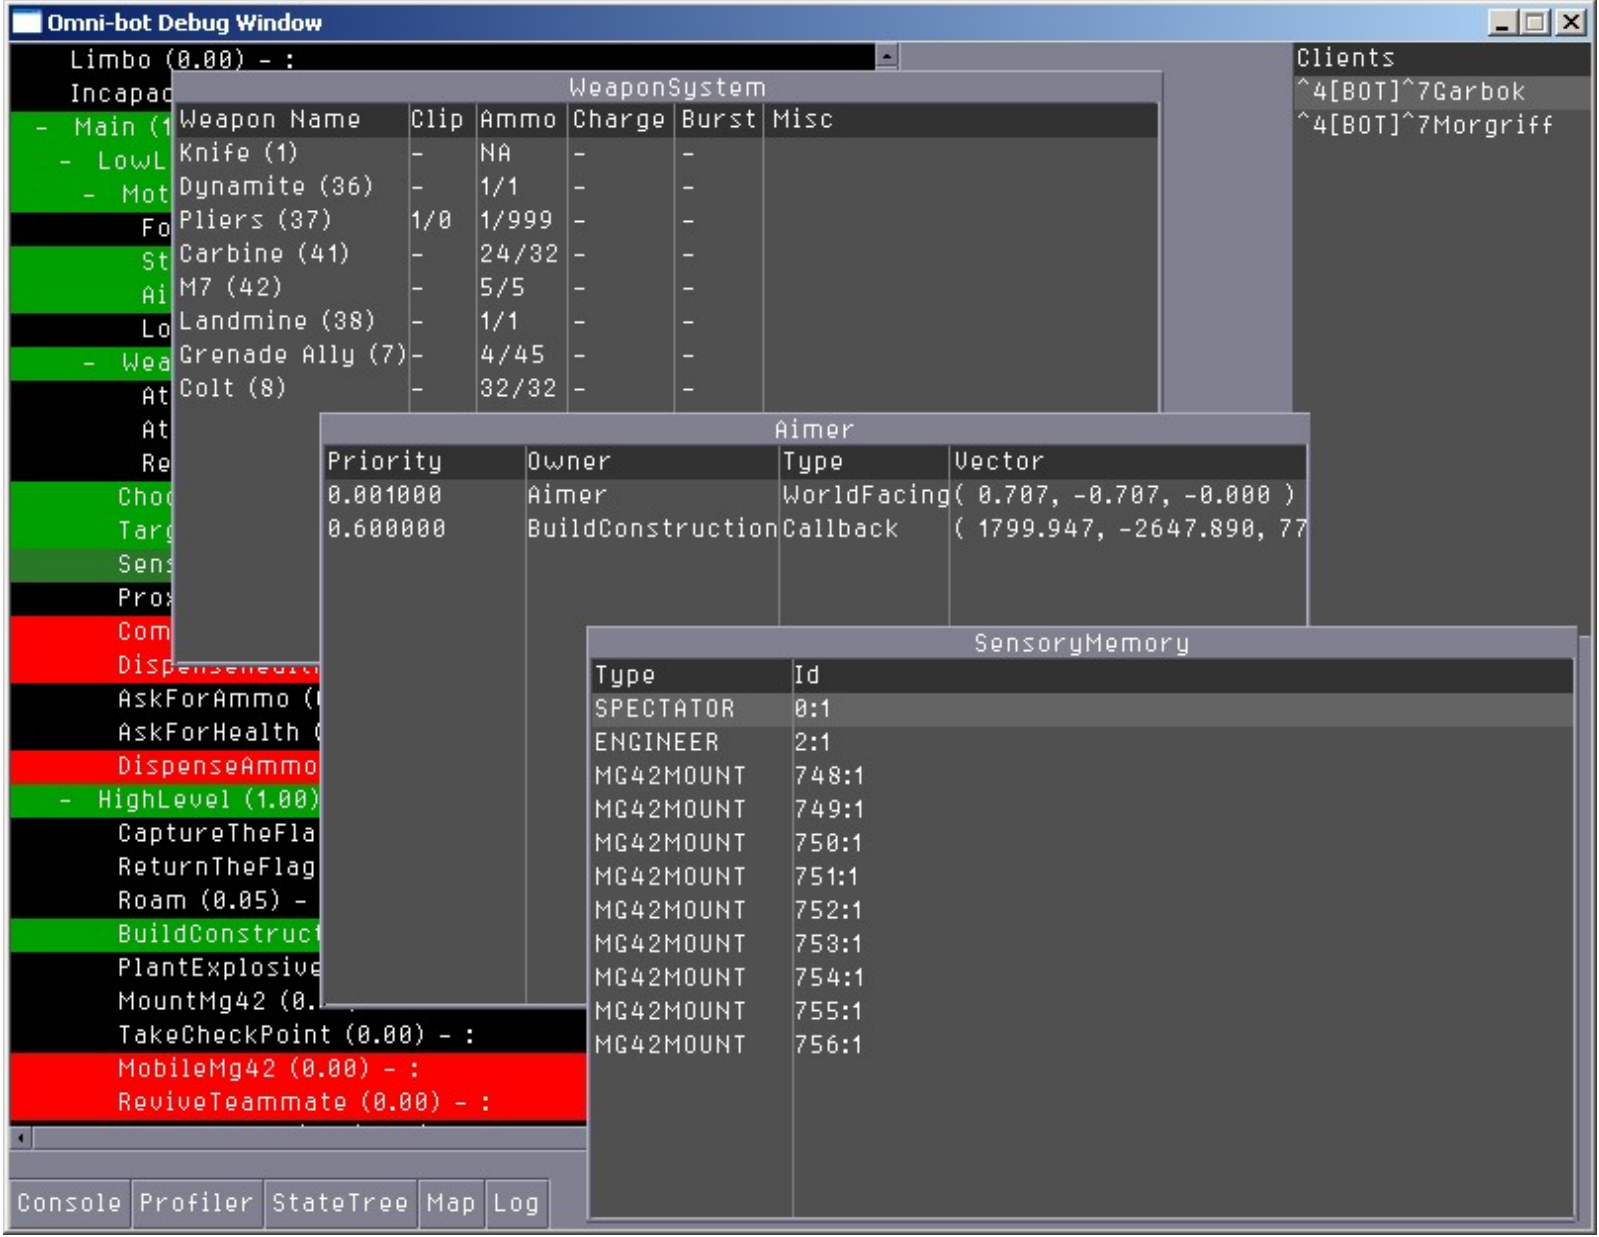 Omni-bot Debug Window
Limbo (0.00) - :
Incapac
- Main (1
- LowL
- Mot
Fo
St
Ai
Lo
- Wea
At
At
Re
Choo
Targ
Sens
Prox
Com
DispenseHealth
AskForAmmo (
AskForHealth (
DispenseAmmo
- HighLevel (1.00)
CaptureTheFla
ReturnTheFlag
Roam (0.05) -
BuildConstruct
PlantExplosive
MountMg42 (0.
TakeCheckPoint (0.00) - :
MobileMg42 (0.00) - :
ReviveTeammate (0.00) - :
WeaponSystem
Weapon Name Clip Ammo Charge Burst Misc
Knife (1) - NA - -
Dynamite (36) - 1/1 - -
Pliers (37) 1/0 1/999 - -
Carbine (41) - 24/32 - -
M7 (42) - 5/5 - -
Landmine (38) - 1/1 - -
Grenade Ally (7) - 4/45 - -
Colt (8) - 32/32 - -
Aimer
Priority Owner Type Vector
0.001000 Aimer WorldFacing ( 0.707, -0.707, -0.000 )
0.600000 BuildConstruction Callback ( 1799.947, -2647.890, 77
SensoryMemory
Type Id
SPECTATOR 0:1
ENGINEER 2:1
MG42MOUNT 748:1
MG42MOUNT 749:1
MG42MOUNT 750:1
MG42MOUNT 751:1
MG42MOUNT 752:1
MG42MOUNT 753:1
MG42MOUNT 754:1
MG42MOUNT 755:1
MG42MOUNT 756:1
Clients
^4[BOT]^7Garbok
^4[BOT]^7Morgriff
Console Profiler StateTree Map Log